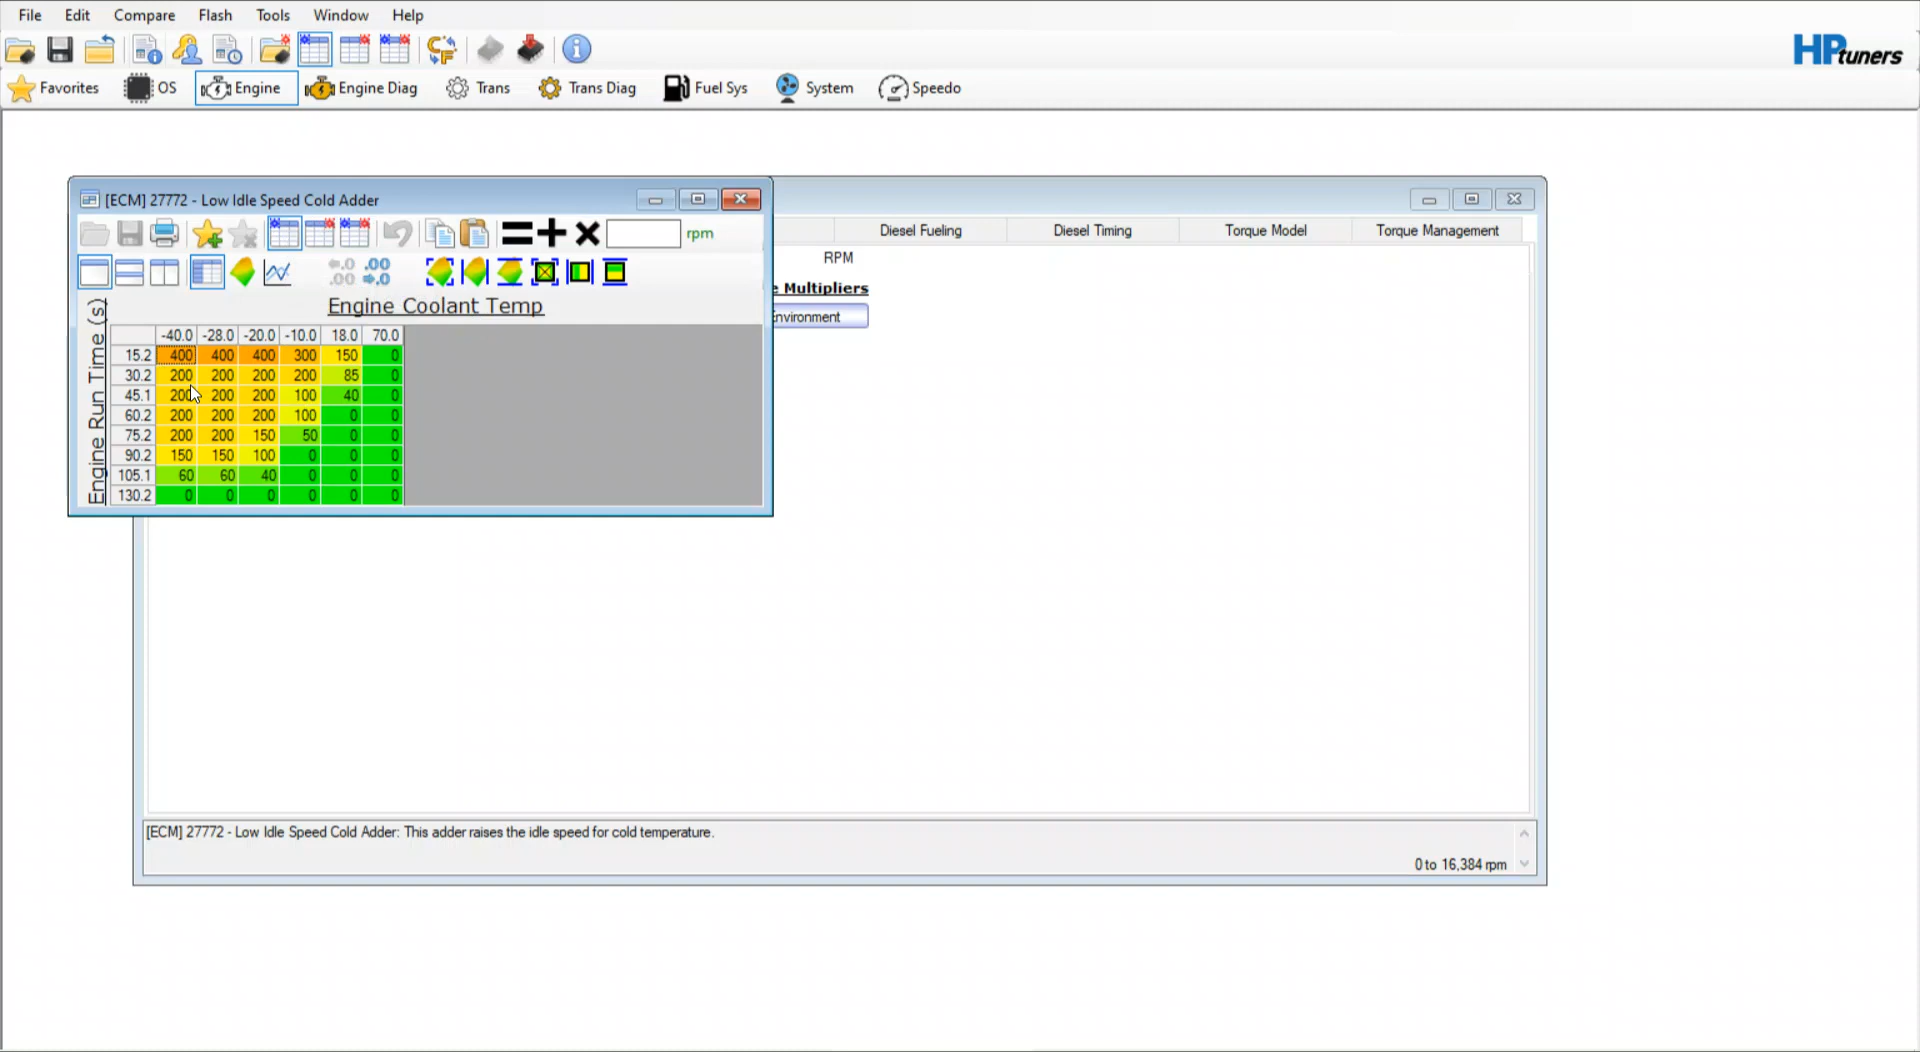 File Edit Compare Flash Tools Window Help
HPtuners
Favorites OS Engine Engine Diag Trans Trans Diag Fuel Sys System Speedo
[ECM] 27772 - Low Idle Speed Cold Adder
rpm
Diesel Fueling Diesel Timing Torque Model Torque Management
RPM
e Multipliers
Environment
Engine Coolant Temp
Engine Run Time (s)
-40.0 -28.0 -20.0 -10.0 18.0 70.0
15.2 400 400 400 300 150 0
30.2 200 200 200 200 85 0
45.1 200 200 200 100 40 0
60.2 200 200 200 100 0 0
75.2 200 200 150 50 0 0
90.2 150 150 100 0 0 0
105.1 60 60 40 0 0 0
130.2 0 0 0 0 0 0
[ECM] 27772 - Low Idle Speed Cold Adder: This adder raises the idle speed for cold temperature.
0 to 16,384 rpm